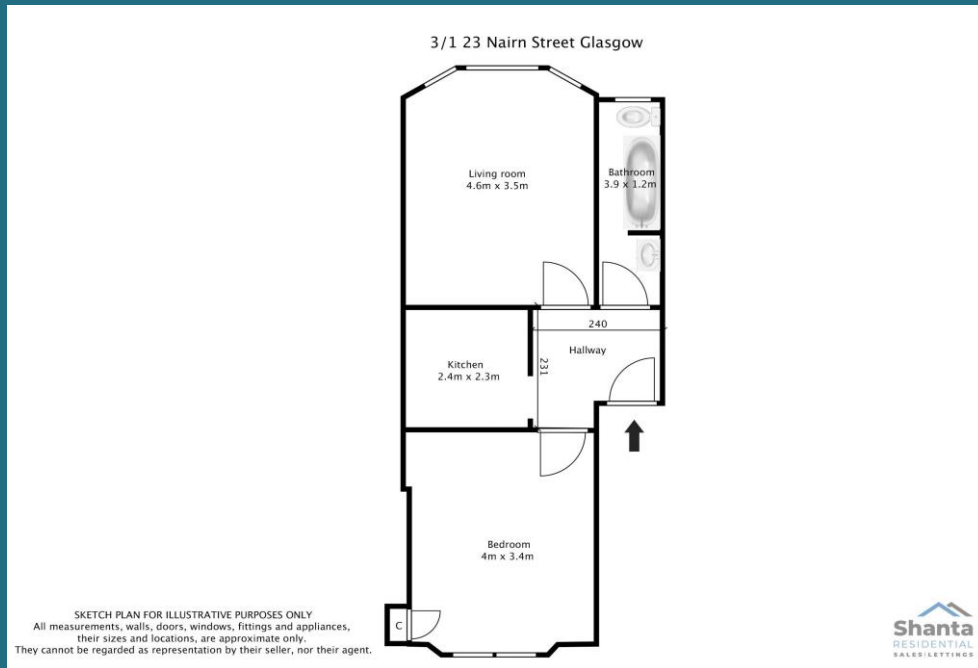 3/1 23 Nairn Street Glasgow
Living room
4.6m x 3.5m
Bathroom
3.9 x 1.2m
240
Hallway
231
Kitchen
2.4m x 2.3m
Bedroom
4m x 3.4m
C
SKETCH PLAN FOR ILLUSTRATIVE PURPOSES ONLY
All measurements, walls, doors, windows, fittings and appliances,
their sizes and locations, are approximate only.
They cannot be regarded as representation by their seller, nor their agent.
Shanta
RESIDENTIAL
SALES|LETTINGS